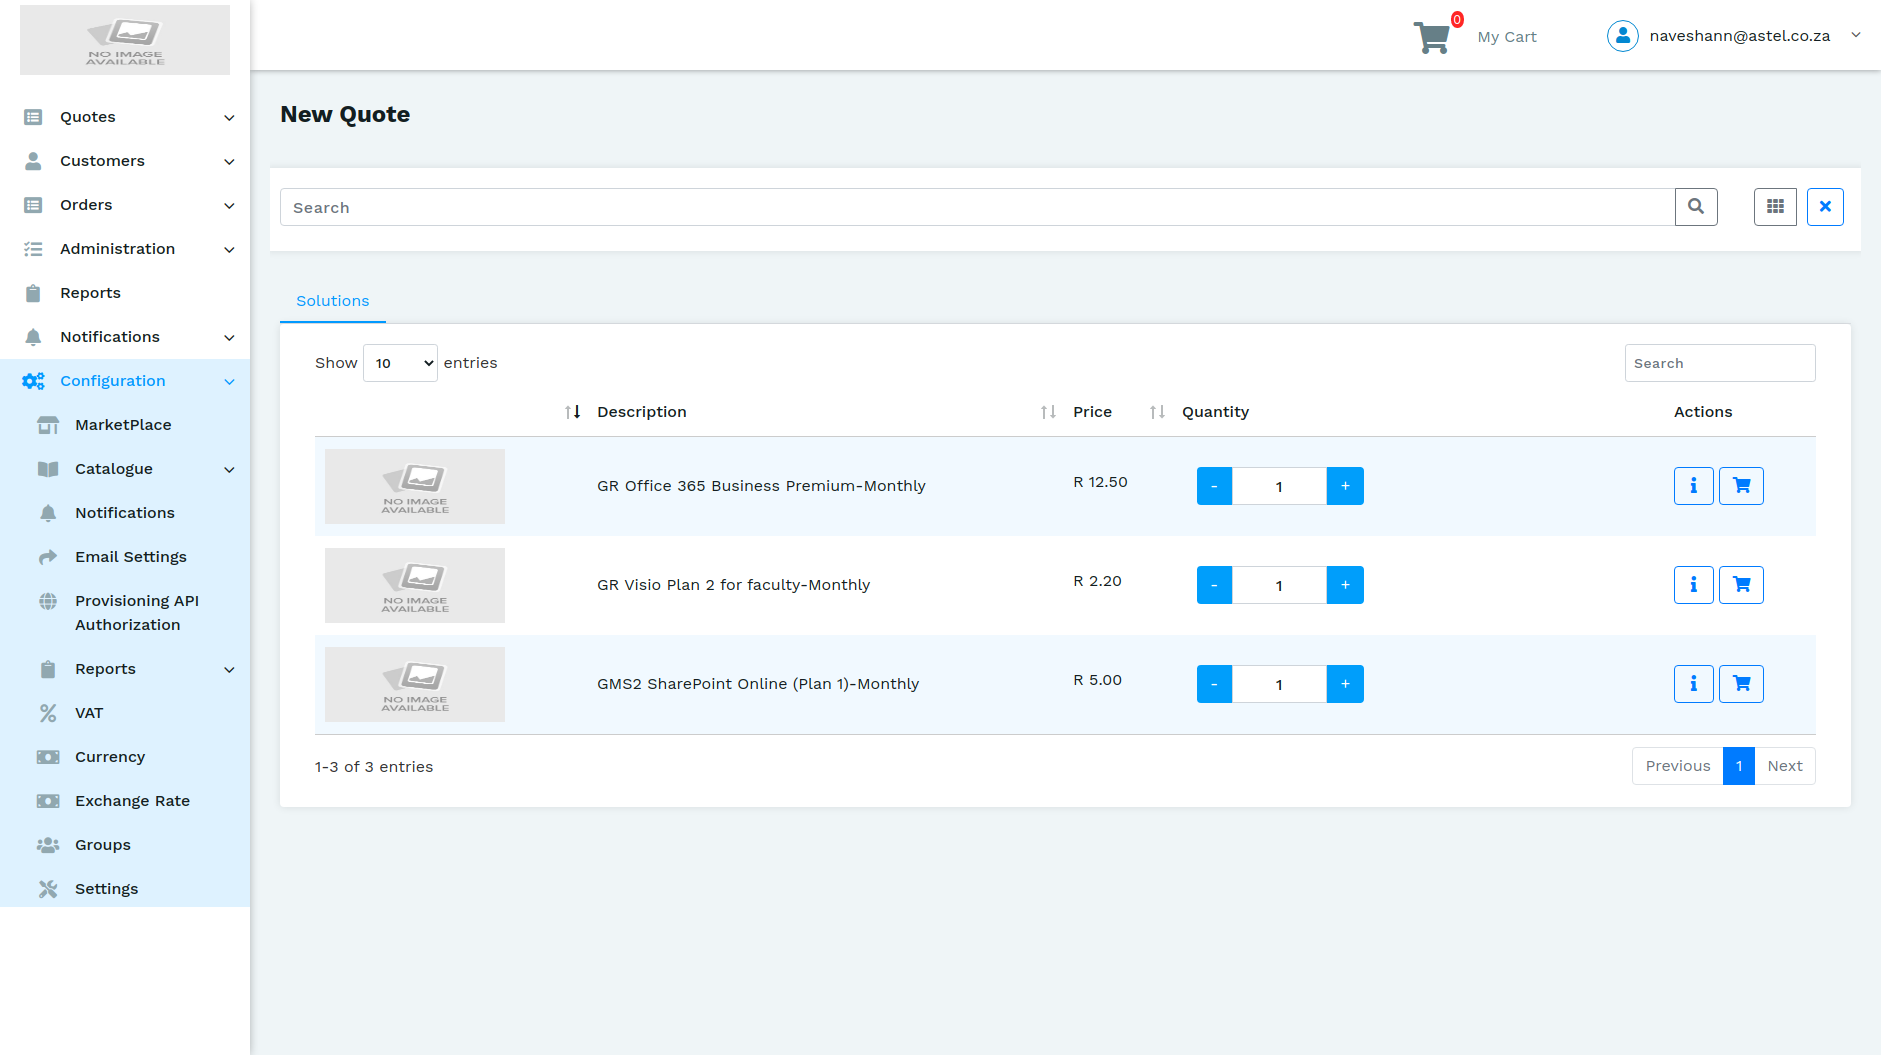 NO IMAGE
AVAILABLE
0
My Cart
naveshann@astel.co.za
Quotes
Customers
Orders
Administration
Reports
Notifications
Configuration
MarketPlace
Catalogue
Notifications
Email Settings
Provisioning API
Authorization
Reports
VAT
Currency
Exchange Rate
Groups
Settings
New Quote
Search
Solutions
Show 10 entries
Search
Description Price Quantity Actions
NO IMAGE
AVAILABLE
GR Office 365 Business Premium-Monthly R 12.50 - 1 +
NO IMAGE
AVAILABLE
GR Visio Plan 2 for faculty-Monthly R 2.20 - 1 +
NO IMAGE
AVAILABLE
GMS2 SharePoint Online (Plan 1)-Monthly R 5.00 - 1 +
1-3 of 3 entries
Previous 1 Next